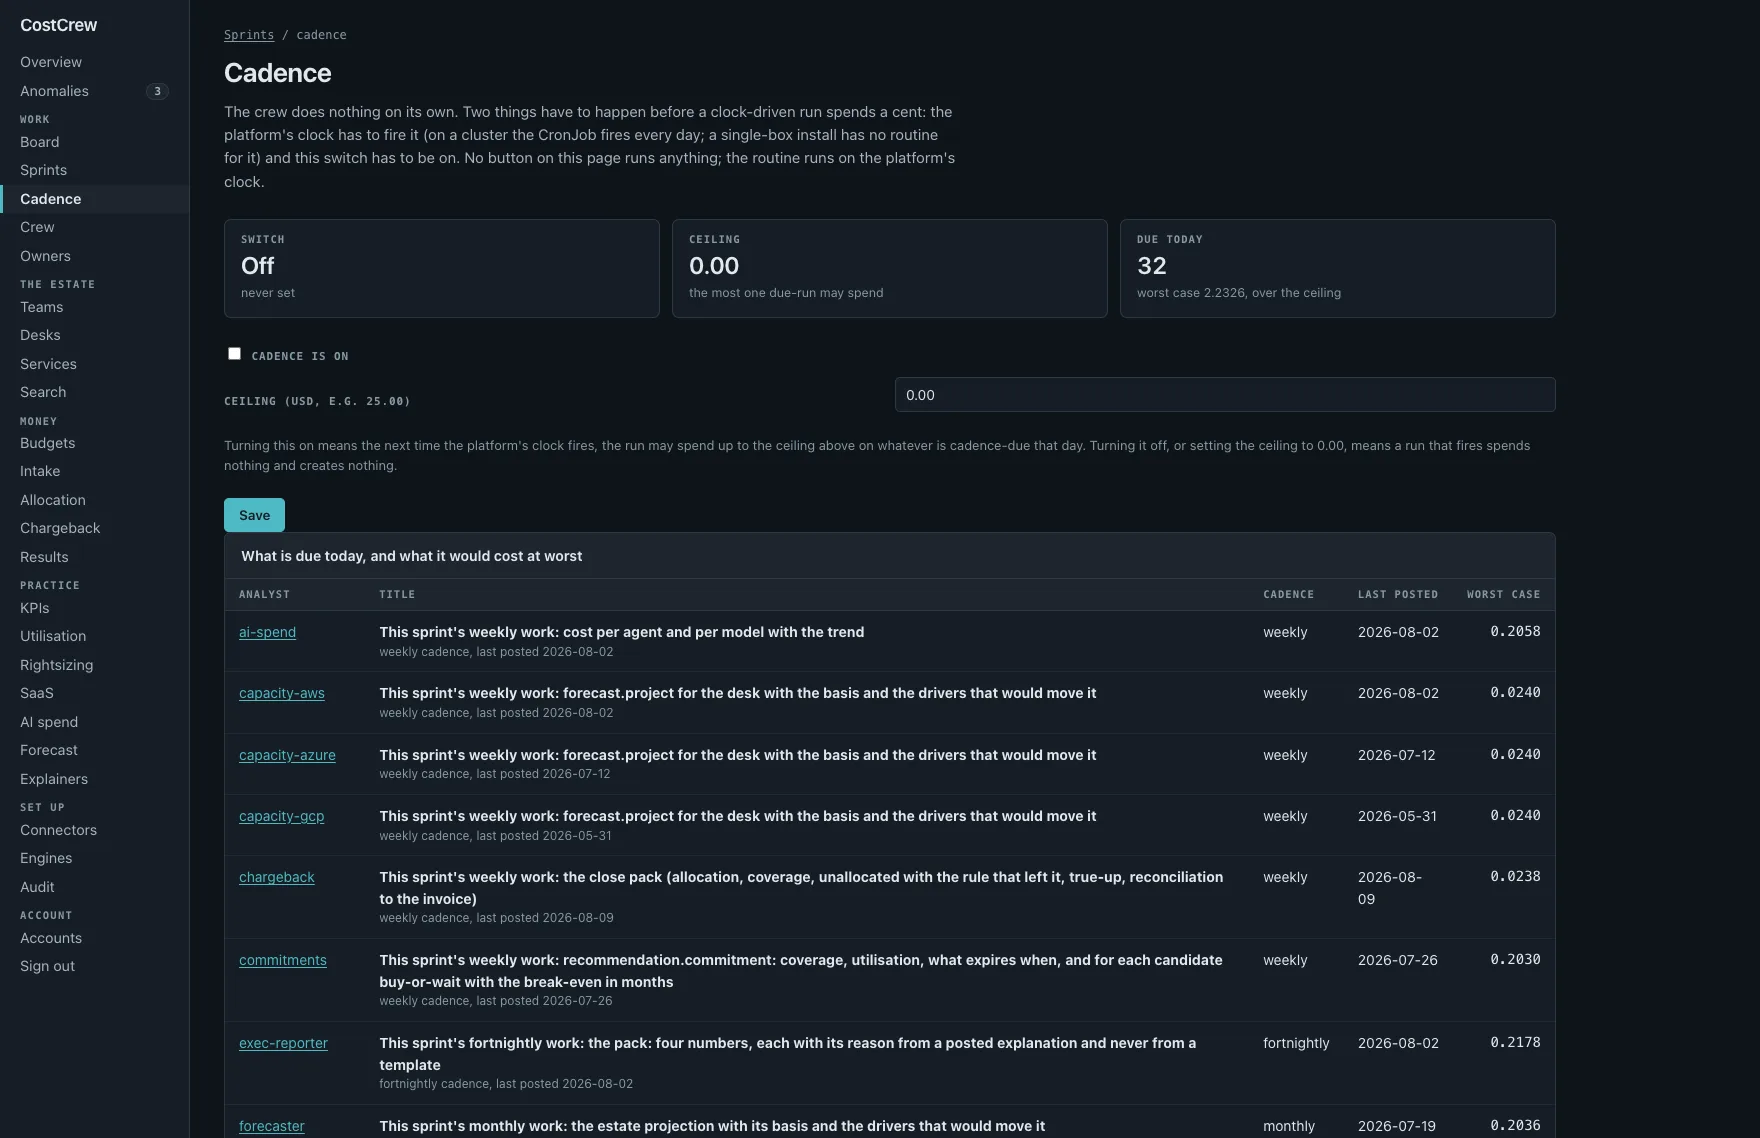 CostCrew
Overview
Anomalies 3
WORK
Board
Sprints
Cadence
Crew
Owners
THE ESTATE
Teams
Desks
Services
Search
MONEY
Budgets
Intake
Allocation
Chargeback
Results
PRACTICE
KPIs
Utilisation
Rightsizing
SaaS
AI spend
Forecast
Explainers
SET UP
Connectors
Engines
Audit
ACCOUNT
Accounts
Sign out
Sprints / cadence
Cadence
The crew does nothing on its own. Two things have to happen before a clock-driven run spends a cent: the
platform's clock has to fire it (on a cluster the CronJob fires every day; a single-box install has no routine
for it) and this switch has to be on. No button on this page runs anything; the routine runs on the platform's
clock.
SWITCH
Off
never set
CEILING
0.00
the most one due-run may spend
DUE TODAY
32
worst case 2.2326, over the ceiling
CADENCE IS ON
CEILING (USD, E.G. 25.00) 0.00
Turning this on means the next time the platform's clock fires, the run may spend up to the ceiling above on whatever is cadence-due that day. Turning it off, or setting the ceiling to 0.00, means a run that fires spends
nothing and creates nothing.
Save
What is due today, and what it would cost at worst
ANALYST TITLE CADENCE LAST POSTED WORST CASE
ai-spend This sprint's weekly work: cost per agent and per model with the trend weekly 2026-08-02 0.2058
weekly cadence, last posted 2026-08-02
capacity-aws This sprint's weekly work: forecast.project for the desk with the basis and the drivers that would move it weekly 2026-08-02 0.0240
weekly cadence, last posted 2026-08-02
capacity-azure This sprint's weekly work: forecast.project for the desk with the basis and the drivers that would move it weekly 2026-07-12 0.0240
weekly cadence, last posted 2026-07-12
capacity-gcp This sprint's weekly work: forecast.project for the desk with the basis and the drivers that would move it weekly 2026-05-31 0.0240
weekly cadence, last posted 2026-05-31
chargeback This sprint's weekly work: the close pack (allocation, coverage, unallocated with the rule that left it, true-up, reconciliation weekly 2026-08- 0.0238
to the invoice) 09
weekly cadence, last posted 2026-08-09
commitments This sprint's weekly work: recommendation.commitment: coverage, utilisation, what expires when, and for each candidate weekly 2026-07-26 0.2030
buy-or-wait with the break-even in months
weekly cadence, last posted 2026-07-26
exec-reporter This sprint's fortnightly work: the pack: four numbers, each with its reason from a posted explanation and never from a fortnightly 2026-08-02 0.2178
template
fortnightly cadence, last posted 2026-08-02
forecaster This sprint's monthly work: the estate projection with its basis and the drivers that would move it monthly 2026-07-19 0.2036